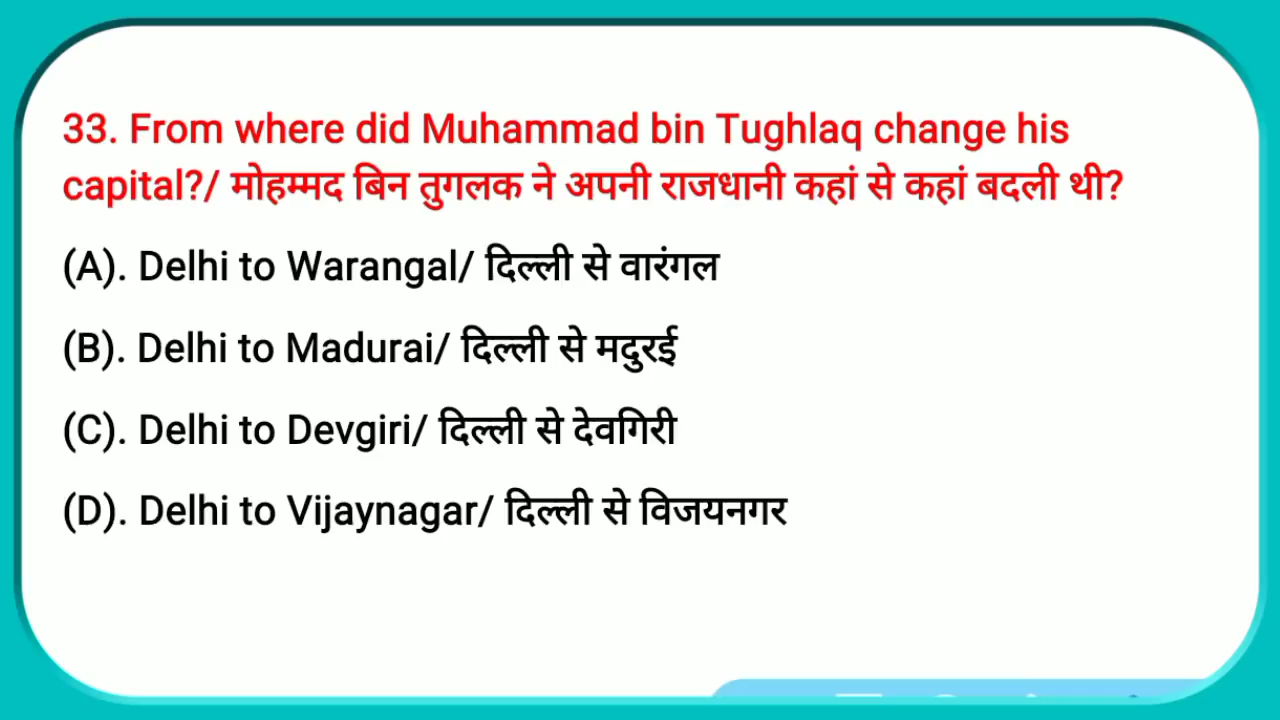 33. From where did Muhammad bin Tughlaq change his
capital?/ मोहम्मद बिन तुगलक ने अपनी राजधानी कहां से कहां बदली थी?
(A). Delhi to Warangal/ दिल्ली से वारंगल
(B). Delhi to Madurai/ दिल्ली से मदुरई
(C). Delhi to Devgiri/ दिल्ली से देवगिरी
(D). Delhi to Vijaynagar/ दिल्ली से विजयनगर